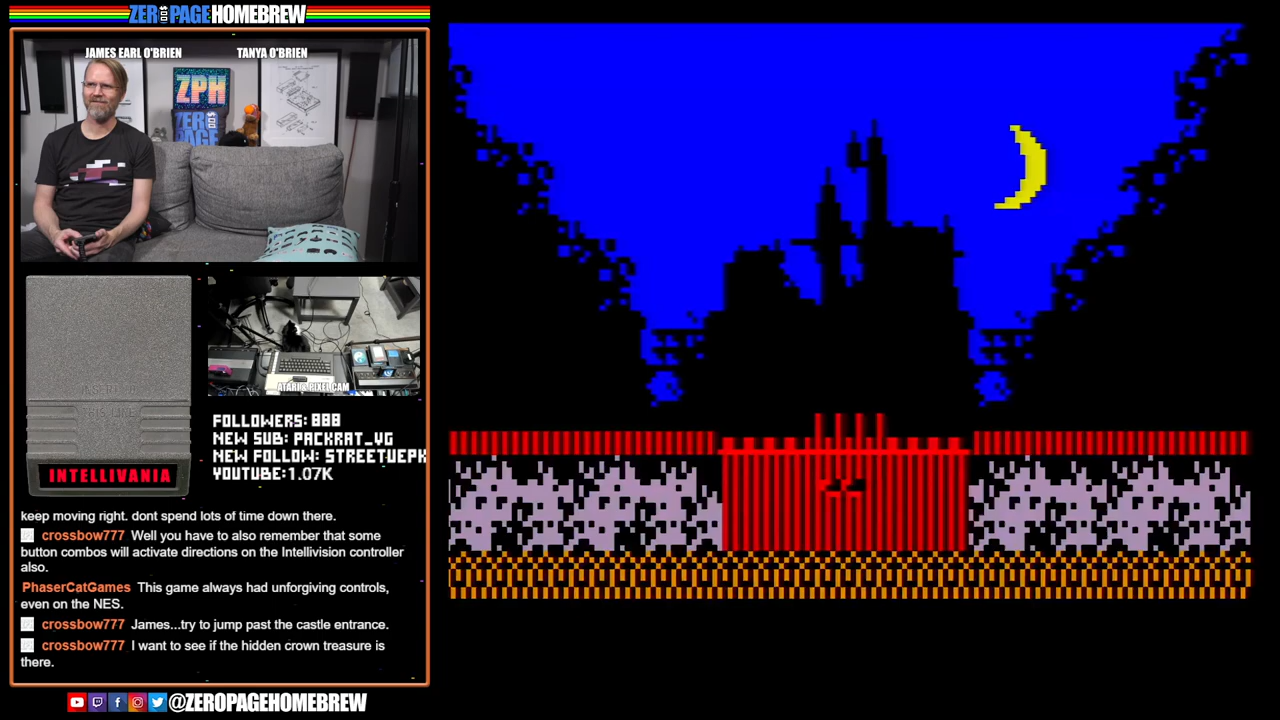 ZEROPAGEHOMEBREW
JAMES EARL O'BRIEN
TANYA O'BRIEN
ZPH
ZERO
PAGE
THIS LINE
INTELLIVANIA
ATARI & PIXEL CAM
FOLLOWERS: 888
NEW SUB: PACKRAT_VG
NEW FOLLOW: STREETUEPK
YOUTUBE:1.07K
keep moving right. dont spend lots of time down there.
crossbow777 Well you have to also remember that some
button combos will activate directions on the Intellivision controller
also.
PhaserCatGames This game always had unforgiving controls,
even on the NES.
crossbow777 James...try to jump past the castle entrance.
crossbow777 I want to see if the hidden crown treasure is
there.
@ZEROPAGEHOMEBREW